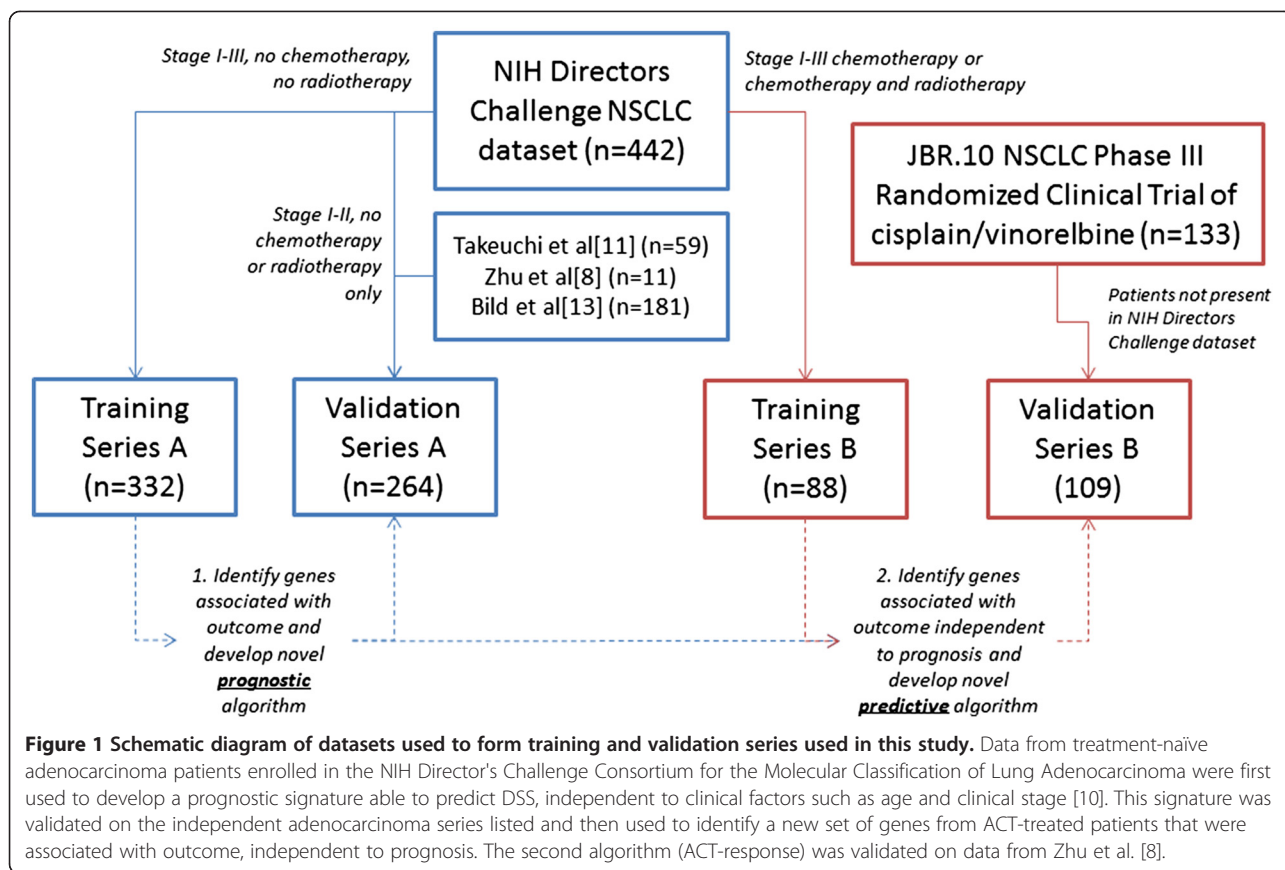 Stage I-III, no chemotherapy,
no radiotherapy
NIH Directors
Challenge NSCLC
dataset (n=442)
Stage I-III chemotherapy or
chemotherapy and radiotherapy
JBR.10 NSCLC Phase III
Randomized Clinical Trial of
cisplain/vinorelbine (n=133)
Stage I-II, no
chemotherapy
or radiotherapy
only
Takeuchi et al[11] (n=59)
Zhu et al[8] (n=11)
Bild et al[13] (n=181)
Patients not present
in NIH Directors
Challenge dataset
Training
Series A
(n=332)
Validation
Series A
(n=264)
Training
Series B
(n=88)
Validation
Series B
(109)
1. Identify genes
associated with
outcome and
develop novel
prognostic
algorithm
2. Identify genes
associated with
outcome independent
to prognosis and
develop novel
predictive algorithm
Figure 1 Schematic diagram of datasets used to form training and validation series used in this study. Data from treatment-naïve
adenocarcinoma patients enrolled in the NIH Director's Challenge Consortium for the Molecular Classification of Lung Adenocarcinoma were first
used to develop a prognostic signature able to predict DSS, independent to clinical factors such as age and clinical stage [10]. This signature was
validated on the independent adenocarcinoma series listed and then used to identify a new set of genes from ACT-treated patients that were
associated with outcome, independent to prognosis. The second algorithm (ACT-response) was validated on data from Zhu et al. [8].